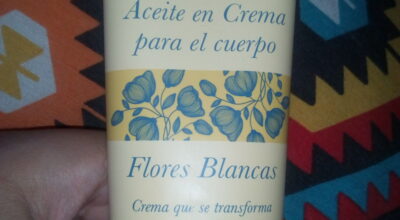 Aceite en Crema
para el cuerpo
Flores Blancas
Crema que se transforma